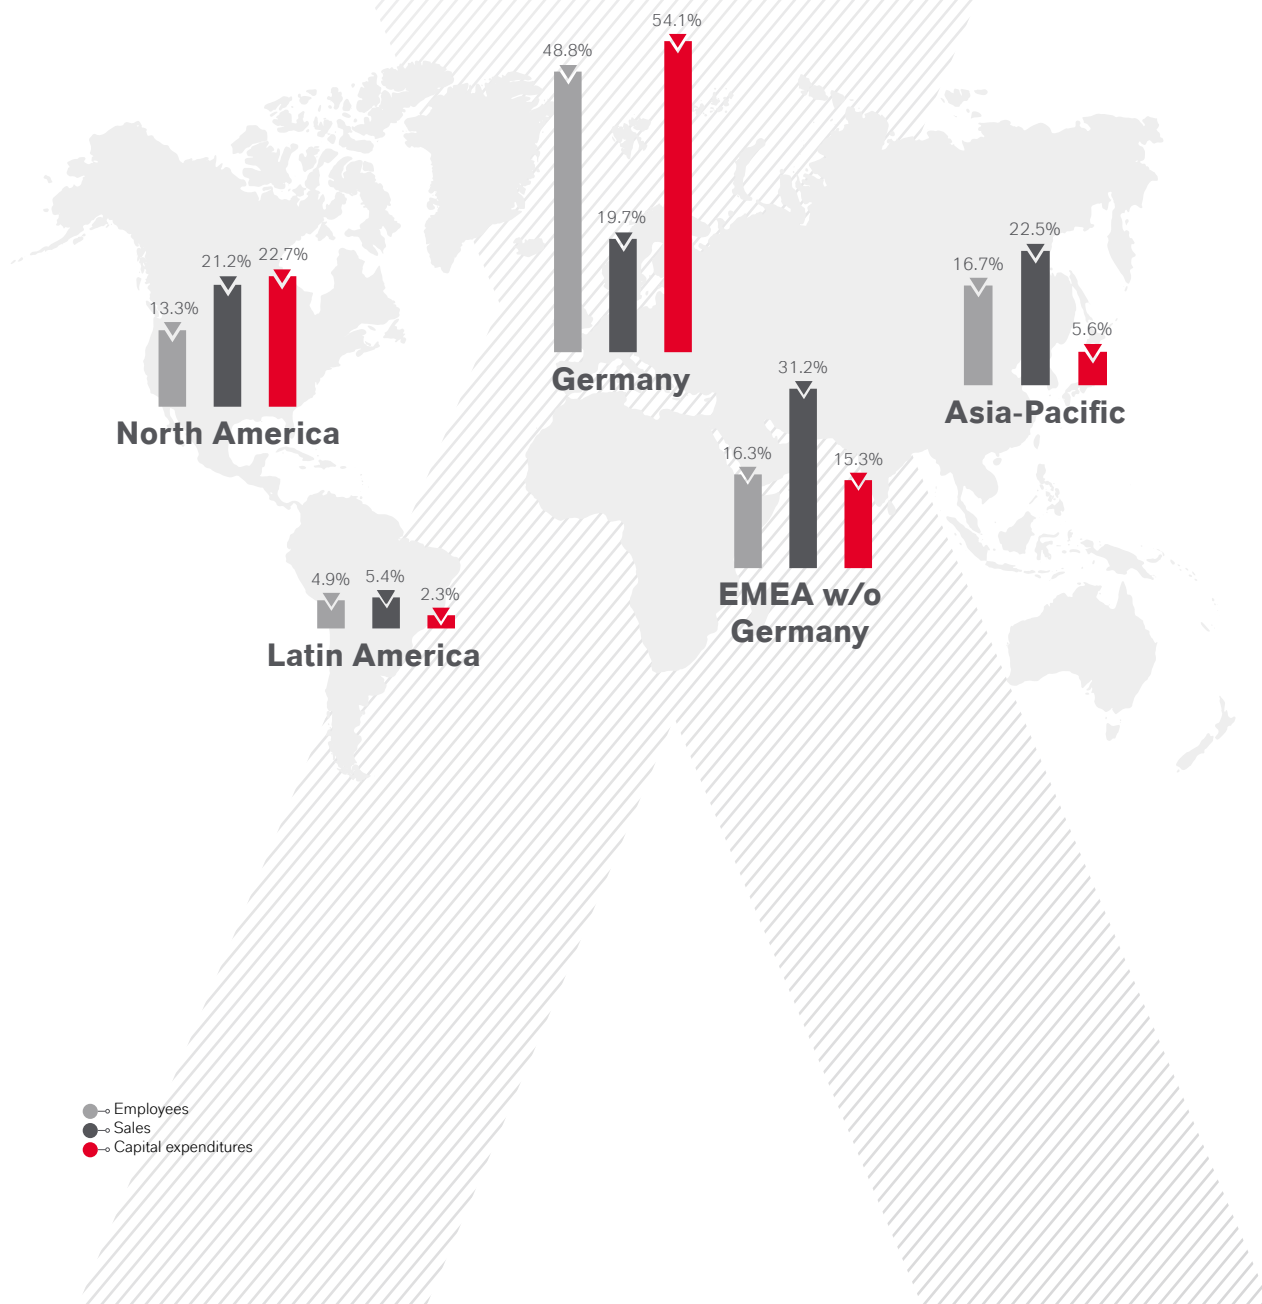 54.1%
48.8%
19.7%
Germany
21.2%
22.7%
13.3%
North America
22.5%
16.7%
5.6%
Asia-Pacific
31.2%
16.3%
15.3%
EMEA w/o
Germany
4.9%
5.4%
2.3%
Latin America
Employees
Sales
Capital expenditures